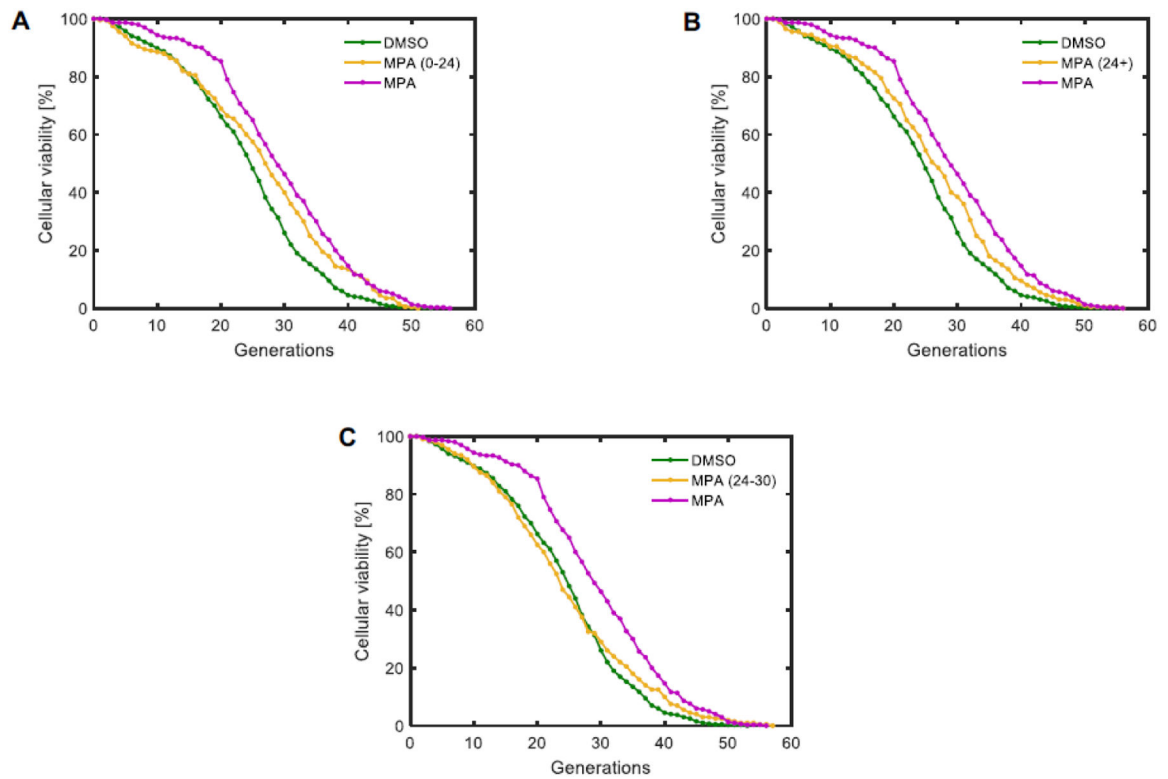 A
Cellular viability [%]
100
80
60
40
20
0
DMSO
MPA (0-24)
MPA
0 10 20 30 40 50 60
Generations
B
Cellular viability [%]
100
80
60
40
20
0
DMSO
MPA (24+)
MPA
0 10 20 30 40 50 60
Generations
C
Cellular viability [%]
100
80
60
40
20
0
DMSO
MPA (24-30)
MPA
0 10 20 30 40 50 60
Generations